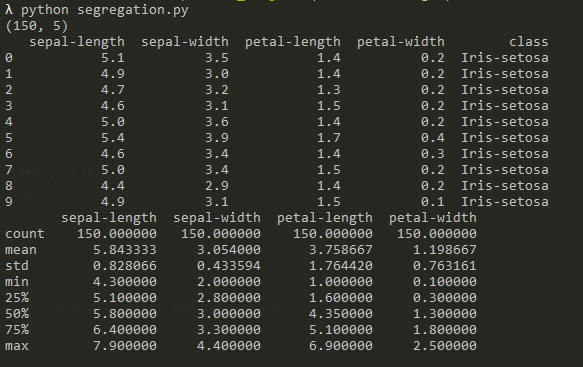 λ python segregation.py
(150, 5)
   sepal-length  sepal-width  petal-length  petal-width        class
0           5.1          3.5           1.4          0.2  Iris-setosa
1           4.9          3.0           1.4          0.2  Iris-setosa
2           4.7          3.2           1.3          0.2  Iris-setosa
3           4.6          3.1           1.5          0.2  Iris-setosa
4           5.0          3.6           1.4          0.2  Iris-setosa
5           5.4          3.9           1.7          0.4  Iris-setosa
6           4.6          3.4           1.4          0.3  Iris-setosa
7           5.0          3.4           1.5          0.2  Iris-setosa
8           4.4          2.9           1.4          0.2  Iris-setosa
9           4.9          3.1           1.5          0.1  Iris-setosa
       sepal-length  sepal-width  petal-length  petal-width
count    150.000000   150.000000    150.000000   150.000000
mean       5.843333     3.054000      3.758667     1.198667
std        0.828066     0.433594      1.764420     0.763161
min        4.300000     2.000000      1.000000     0.100000
25%        5.100000     2.800000      1.600000     0.300000
50%        5.800000     3.000000      4.350000     1.300000
75%        6.400000     3.300000      5.100000     1.800000
max        7.900000     4.400000      6.900000     2.500000